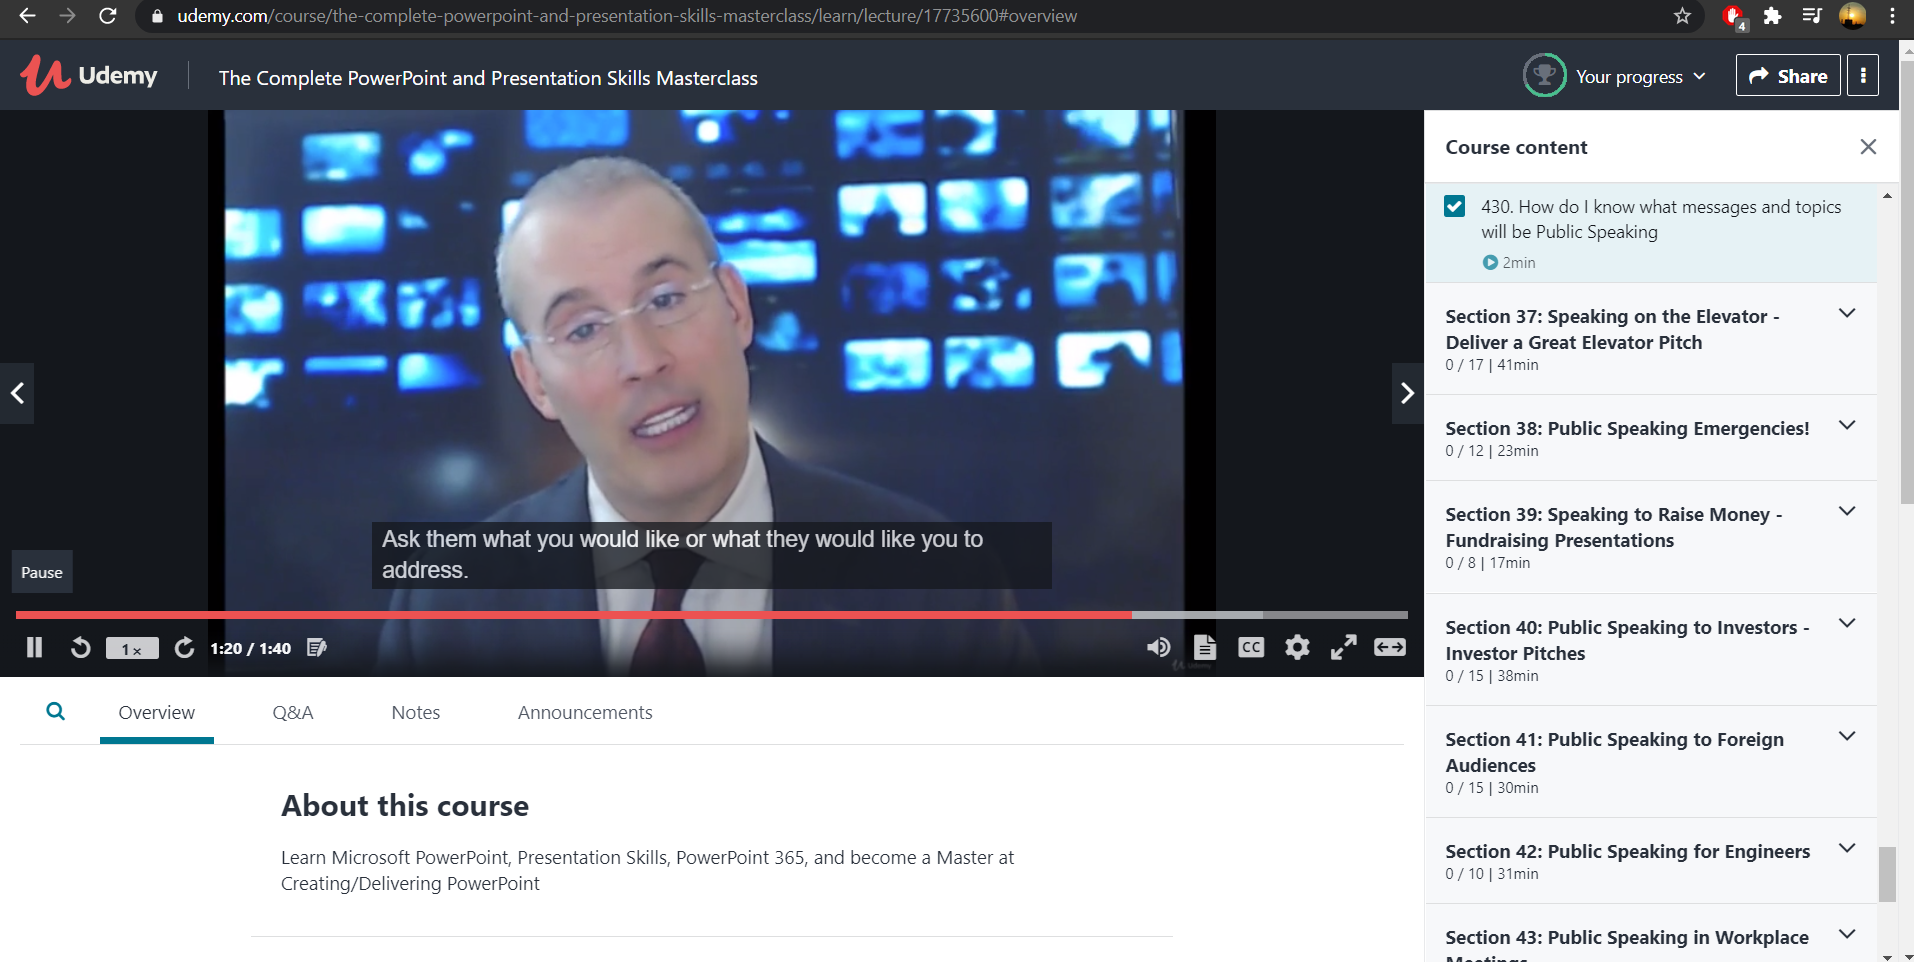 udemy.com/course/the-complete-powerpoint-and-presentation-skills-masterclass/learn/lecture/17735600#overview
4
Udemy
The Complete PowerPoint and Presentation Skills Masterclass
Your progress
Share
Course content
430. How do I know what messages and topics
will be Public Speaking
2min
Section 37: Speaking on the Elevator -
Deliver a Great Elevator Pitch
0 / 17 | 41min
Section 38: Public Speaking Emergencies!
0 / 12 | 23min
Section 39: Speaking to Raise Money -
Fundraising Presentations
0 / 8 | 17min
Section 40: Public Speaking to Investors -
Investor Pitches
0 / 15 | 38min
Section 41: Public Speaking to Foreign
Audiences
0 / 15 | 30min
Section 42: Public Speaking for Engineers
0 / 10 | 31min
Section 43: Public Speaking in Workplace
Meetings
Ask them what you would like or what they would like you to
address.
Pause
1x
1:20 / 1:40
CC
Overview
Q&A
Notes
Announcements
About this course
Learn Microsoft PowerPoint, Presentation Skills, PowerPoint 365, and become a Master at
Creating/Delivering PowerPoint